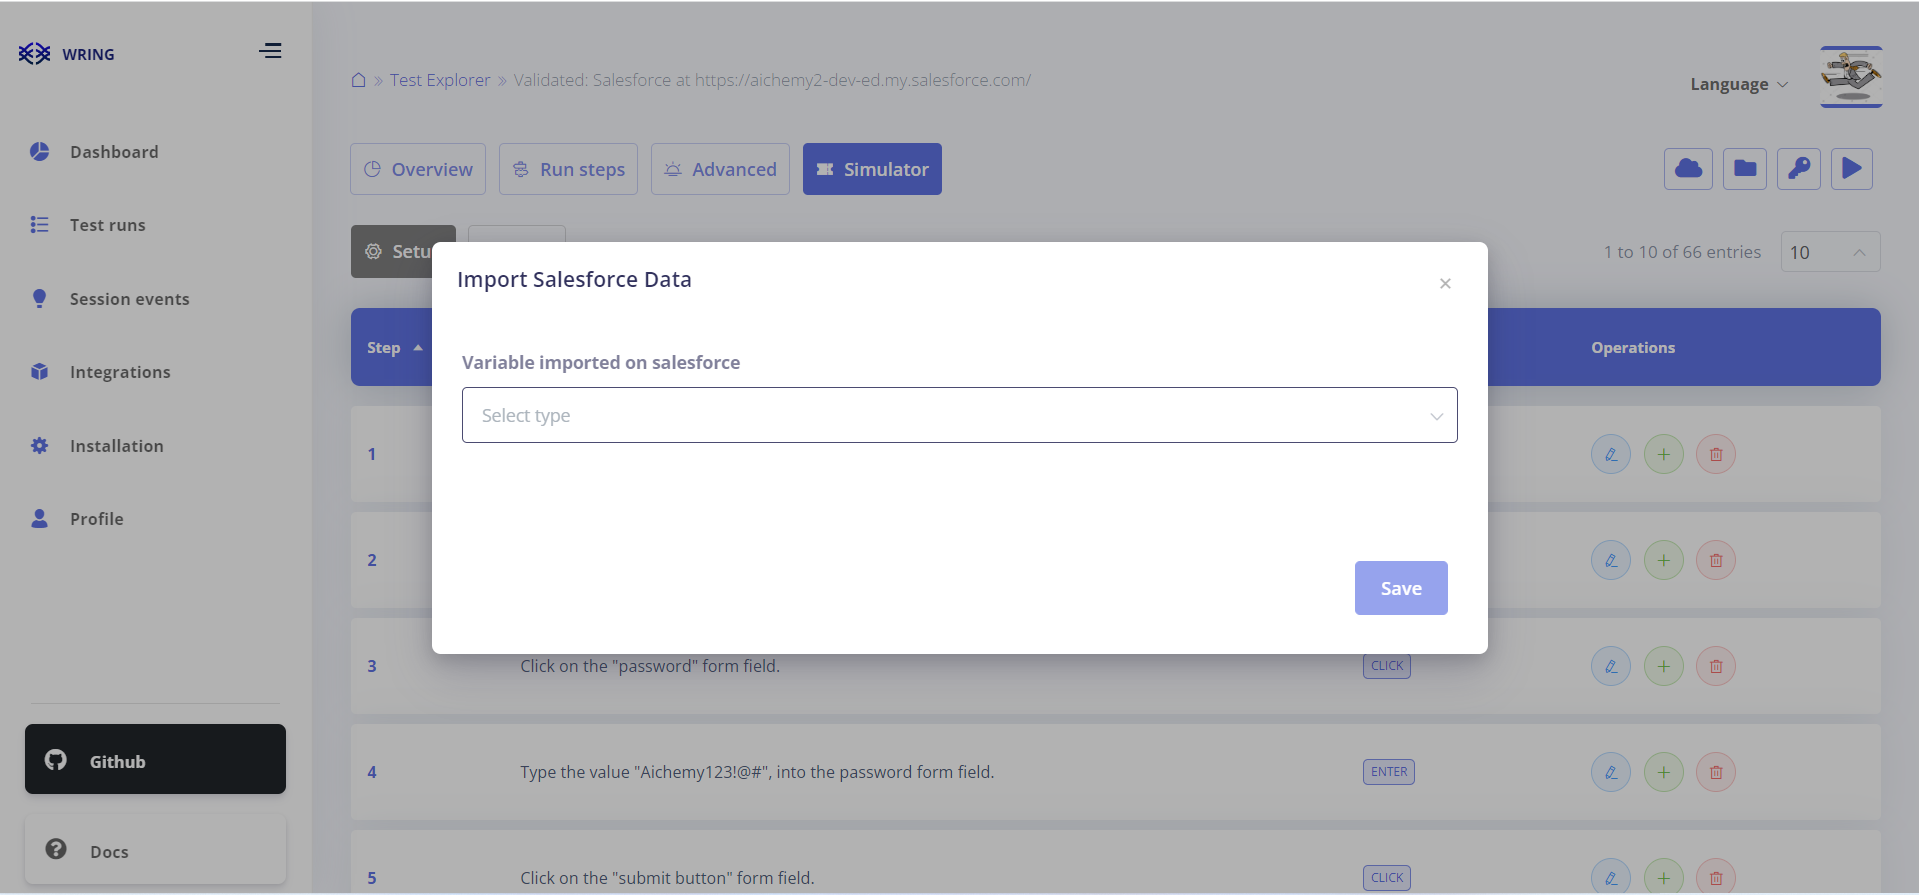 WRING
Test Explorer » Validated: Salesforce at https://aichemy2-dev-ed.my.salesforce.com/
Language
Dashboard
Test runs
Session events
Integrations
Installation
Profile
Github
Docs
Overview
Run steps
Advanced
Simulator
Setu
1 to 10 of 66 entries
10
Import Salesforce Data
×
Variable imported on salesforce
Select type
Save
Step
Operations
1
2
3
Click on the "password" form field.
CLICK
4
Type the value "Aichemy123!@#", into the password form field.
ENTER
5
Click on the "submit button" form field.
CLICK